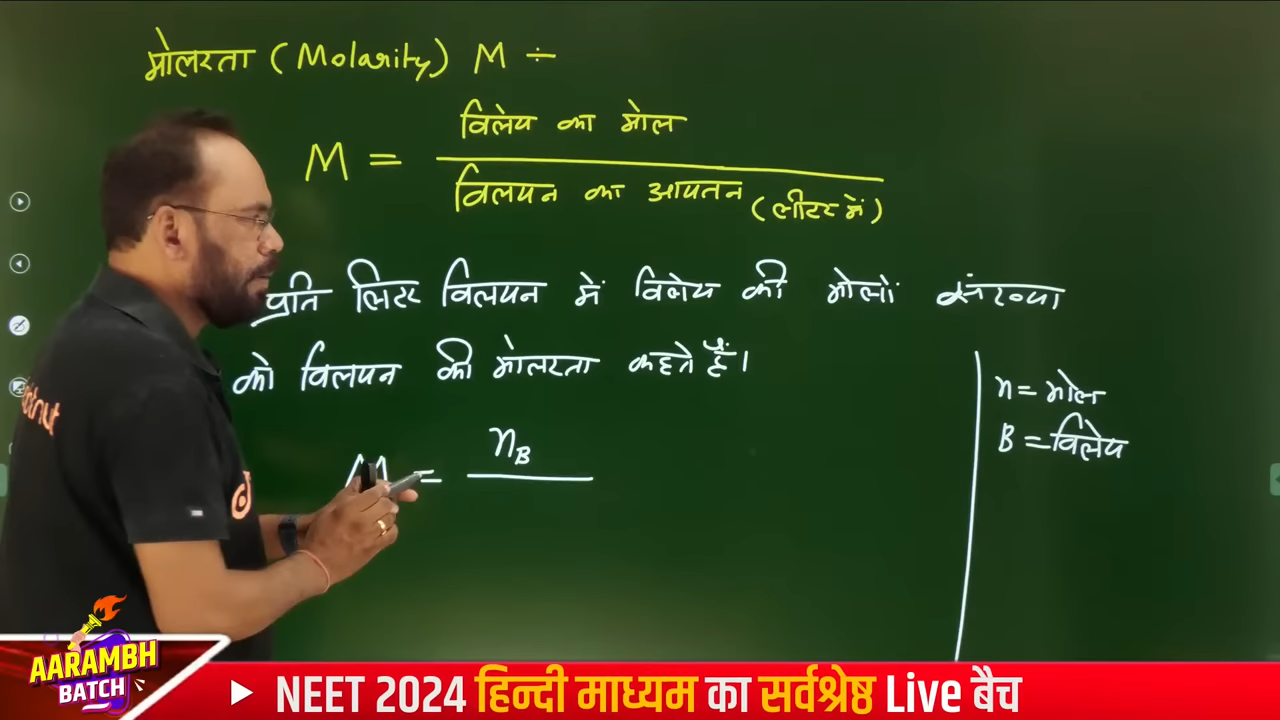 मोलरता (Molarity) M ÷
विलेय का मोल
M =
विलयन का आयतन (लीटर में)
प्रति लिटर विलयन में विलेय की मोलों संख्या
को विलयन की मोलरता कहते हैं।
n = मोल
B = विलेय
M = n_B
AARAMBH
BATCH
NEET 2024 हिन्दी माध्यम का सर्वश्रेष्ठ Live बैच